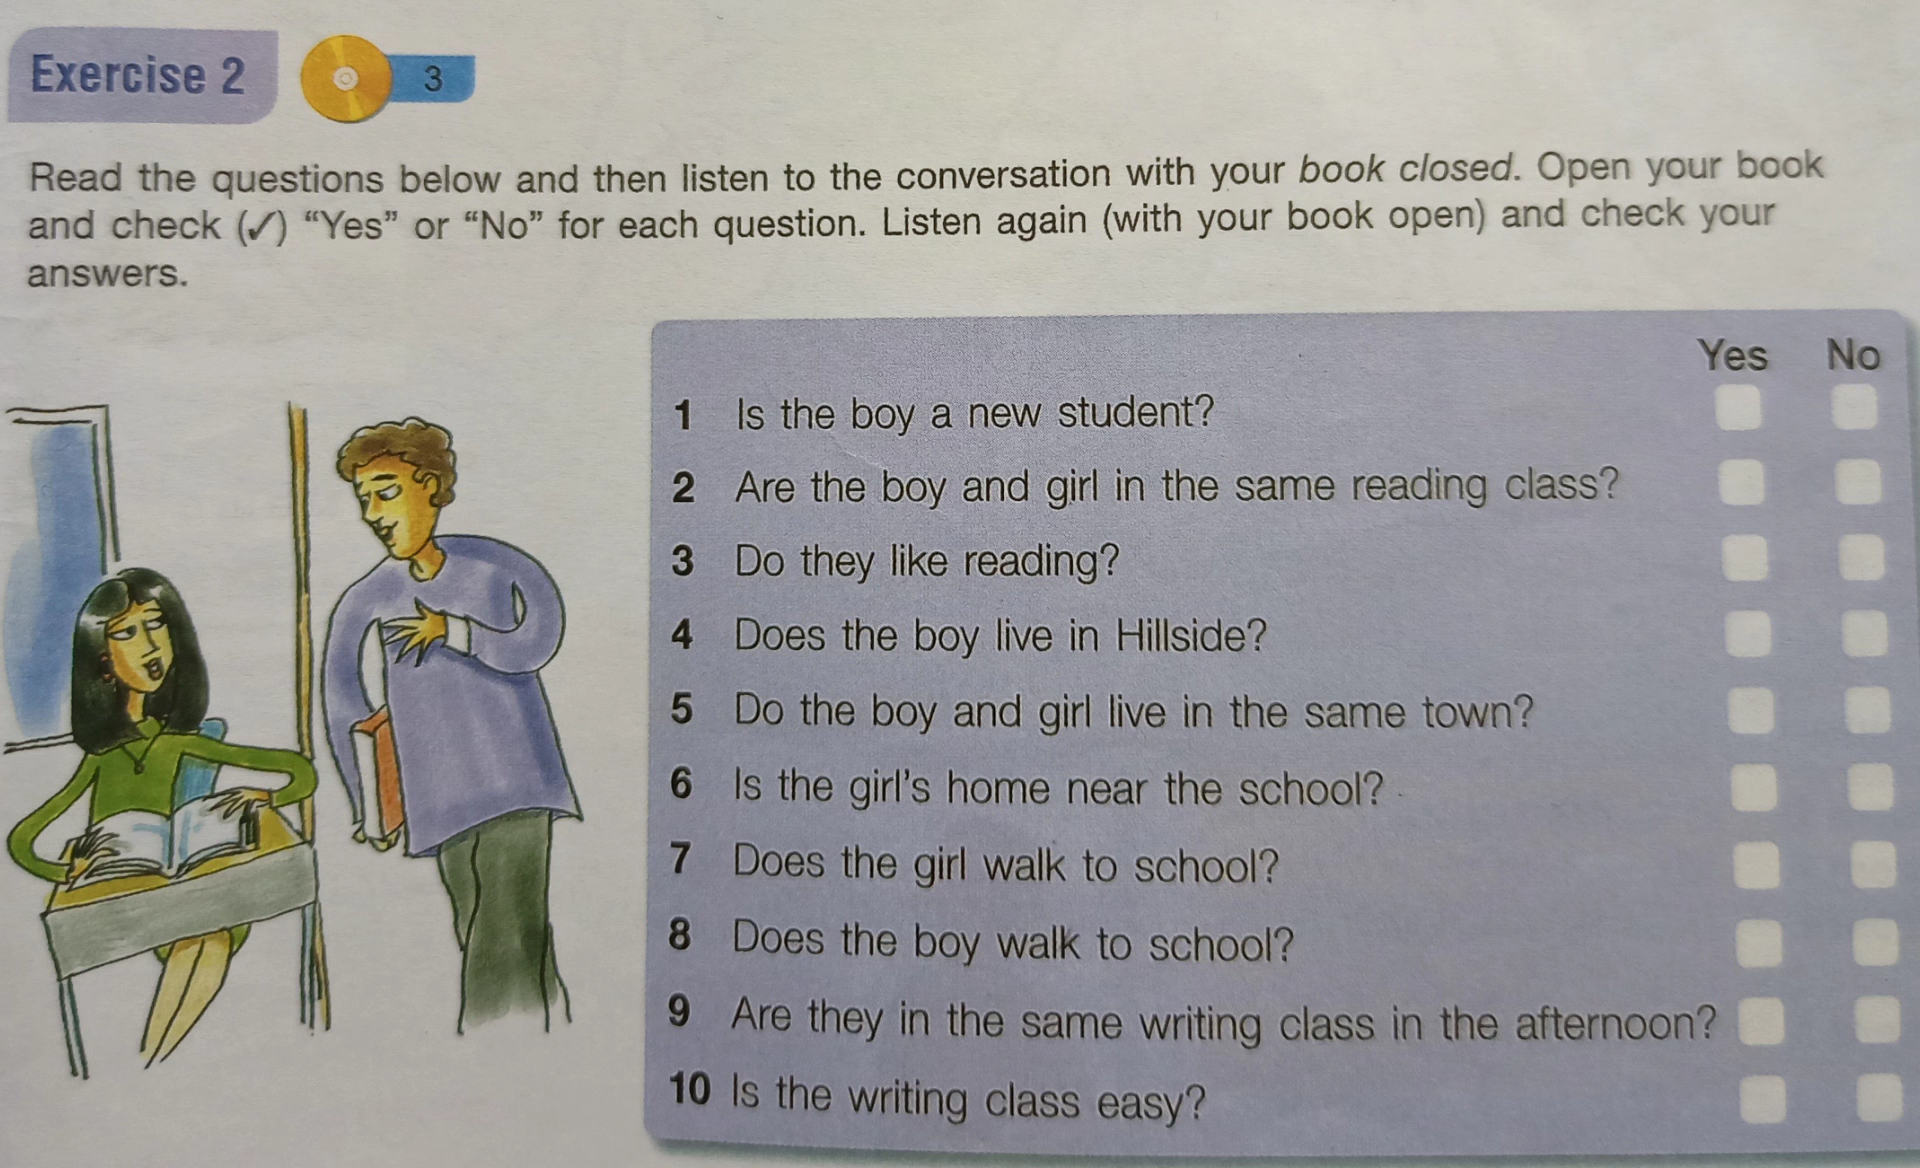 Exercise 2
3
Read the questions below and then listen to the conversation with your book closed. Open your book
and check (✓) “Yes” or “No” for each question. Listen again (with your book open) and check your
answers.
Yes No
1 Is the boy a new student?
2 Are the boy and girl in the same reading class?
3 Do they like reading?
4 Does the boy live in Hillside?
5 Do the boy and girl live in the same town?
6 Is the girl’s home near the school?
7 Does the girl walk to school?
8 Does the boy walk to school?
9 Are they in the same writing class in the afternoon?
10 Is the writing class easy?